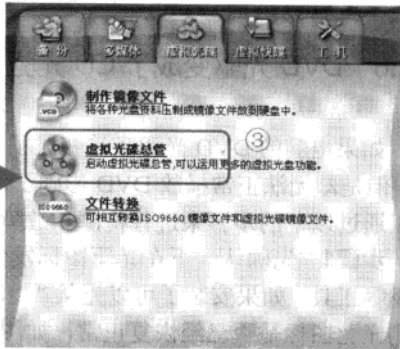 备份 多媒体 虚拟光碟 虚拟快碟 工具
制作镜像文件
.VCD
将各种光盘资料压制成镜像文件放到硬盘中。
③
虚拟光碟总管
启动虚拟光碟总管,可以运用更多的虚拟光盘功能。
文件转换
ISO9660
可相互转换ISO9660 镜像文件和虚拟光碟镜像文件。